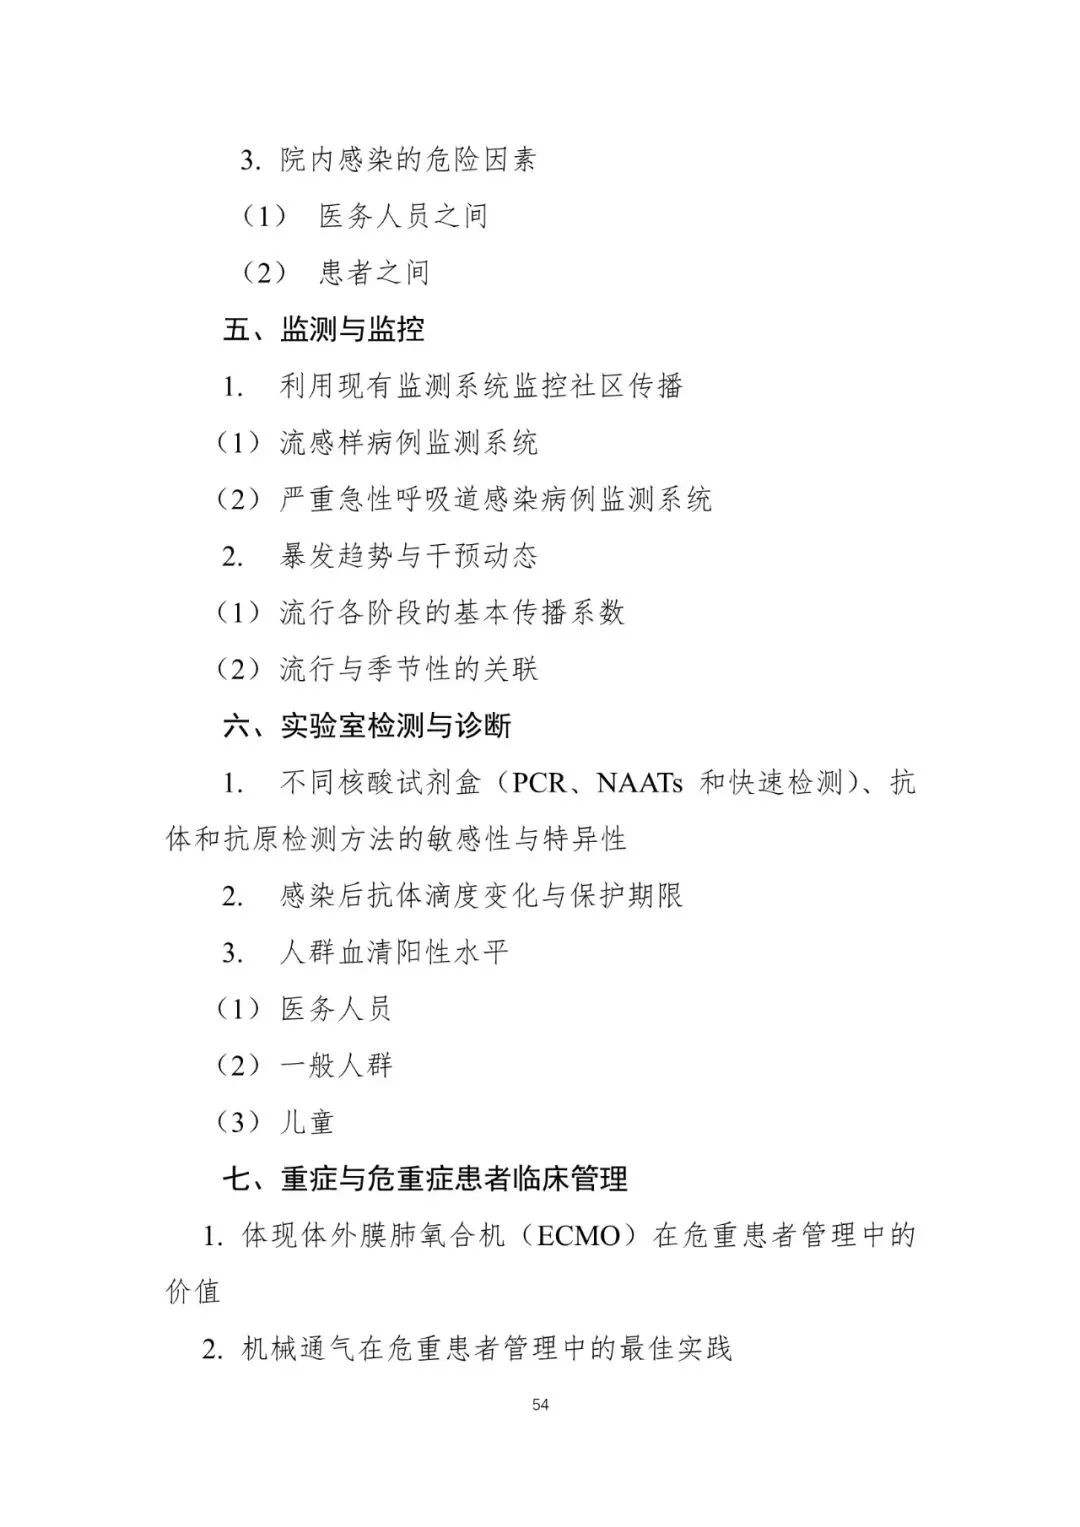 3. 院内感染的危险因素
（1） 医务人员之间
（2） 患者之间
五、监测与监控
1. 利用现有监测系统监控社区传播
（1）流感样病例监测系统
（2）严重急性呼吸道感染病例监测系统
2. 暴发趋势与干预动态
（1）流行各阶段的基本传播系数
（2）流行与季节性的关联
六、实验室检测与诊断
1. 不同核酸试剂盒（PCR、NAATs 和快速检测）、抗
体和抗原检测方法的敏感性与特异性
2. 感染后抗体滴度变化与保护期限
3. 人群血清阳性水平
（1）医务人员
（2）一般人群
（3）儿童
七、重症与危重症患者临床管理
1. 体现体外膜肺氧合机（ECMO）在危重患者管理中的
价值
2. 机械通气在危重患者管理中的最佳实践
54